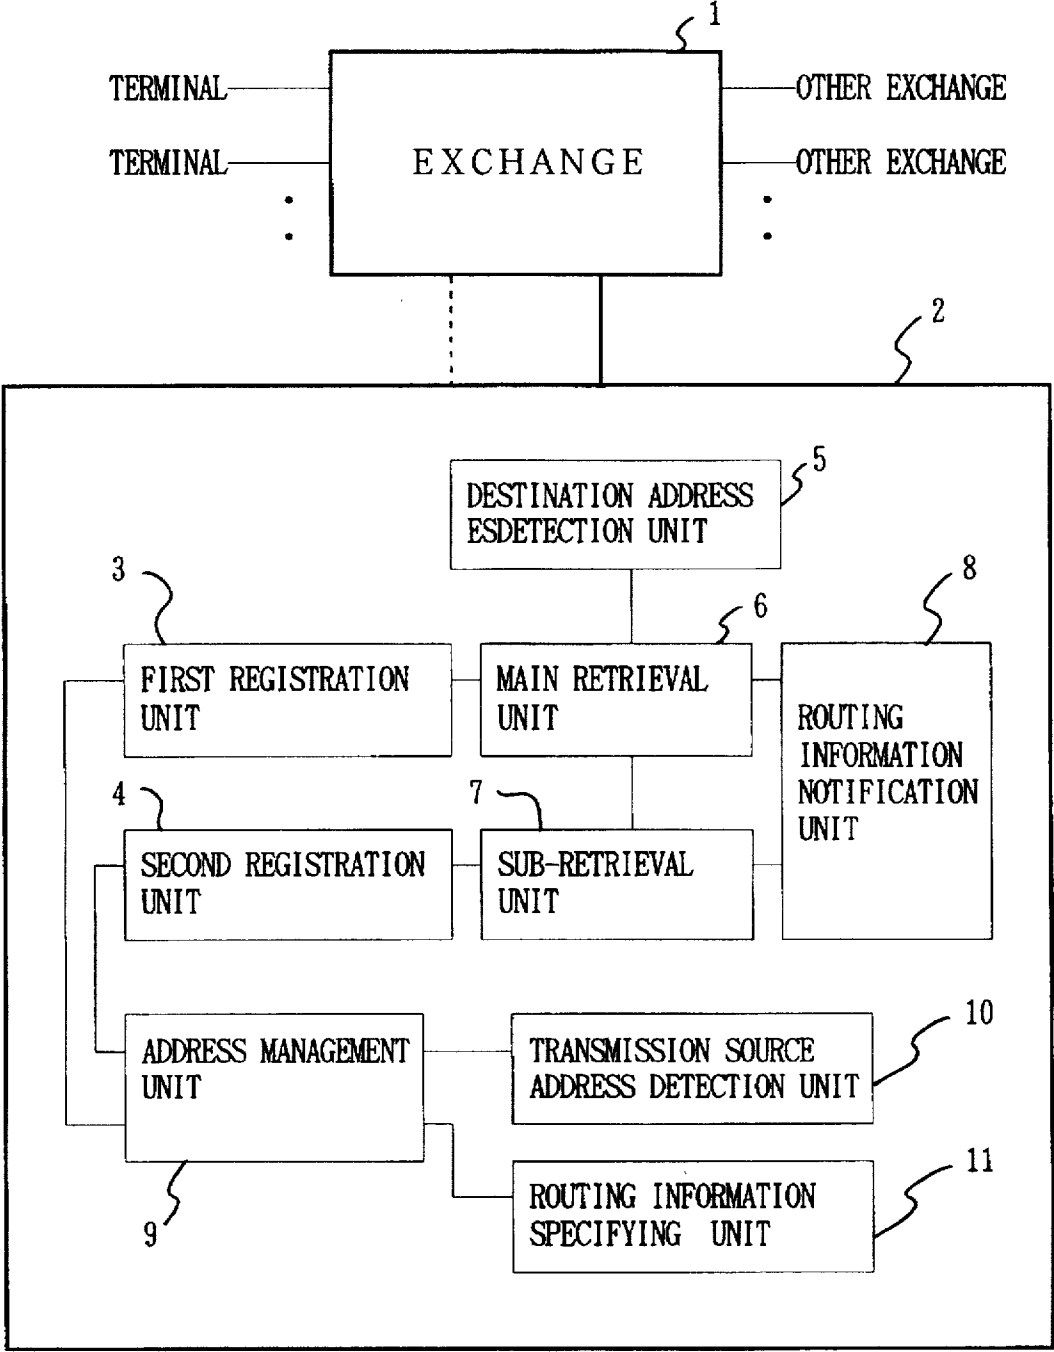 1
TERMINAL
OTHER EXCHANGE
EXCHANGE
TERMINAL
OTHER EXCHANGE
2
5
DESTINATION ADDRESS
ESDETECTION UNIT
3
8
6
FIRST REGISTRATION
UNIT
MAIN RETRIEVAL
UNIT
ROUTING
INFORMATION
NOTIFICATION
UNIT
4
7
SECOND REGISTRATION
UNIT
SUB-RETRIEVAL
UNIT
10
ADDRESS MANAGEMENT
UNIT
TRANSMISSION SOURCE
ADDRESS DETECTION UNIT
11
9
ROUTING INFORMATION
SPECIFYING UNIT